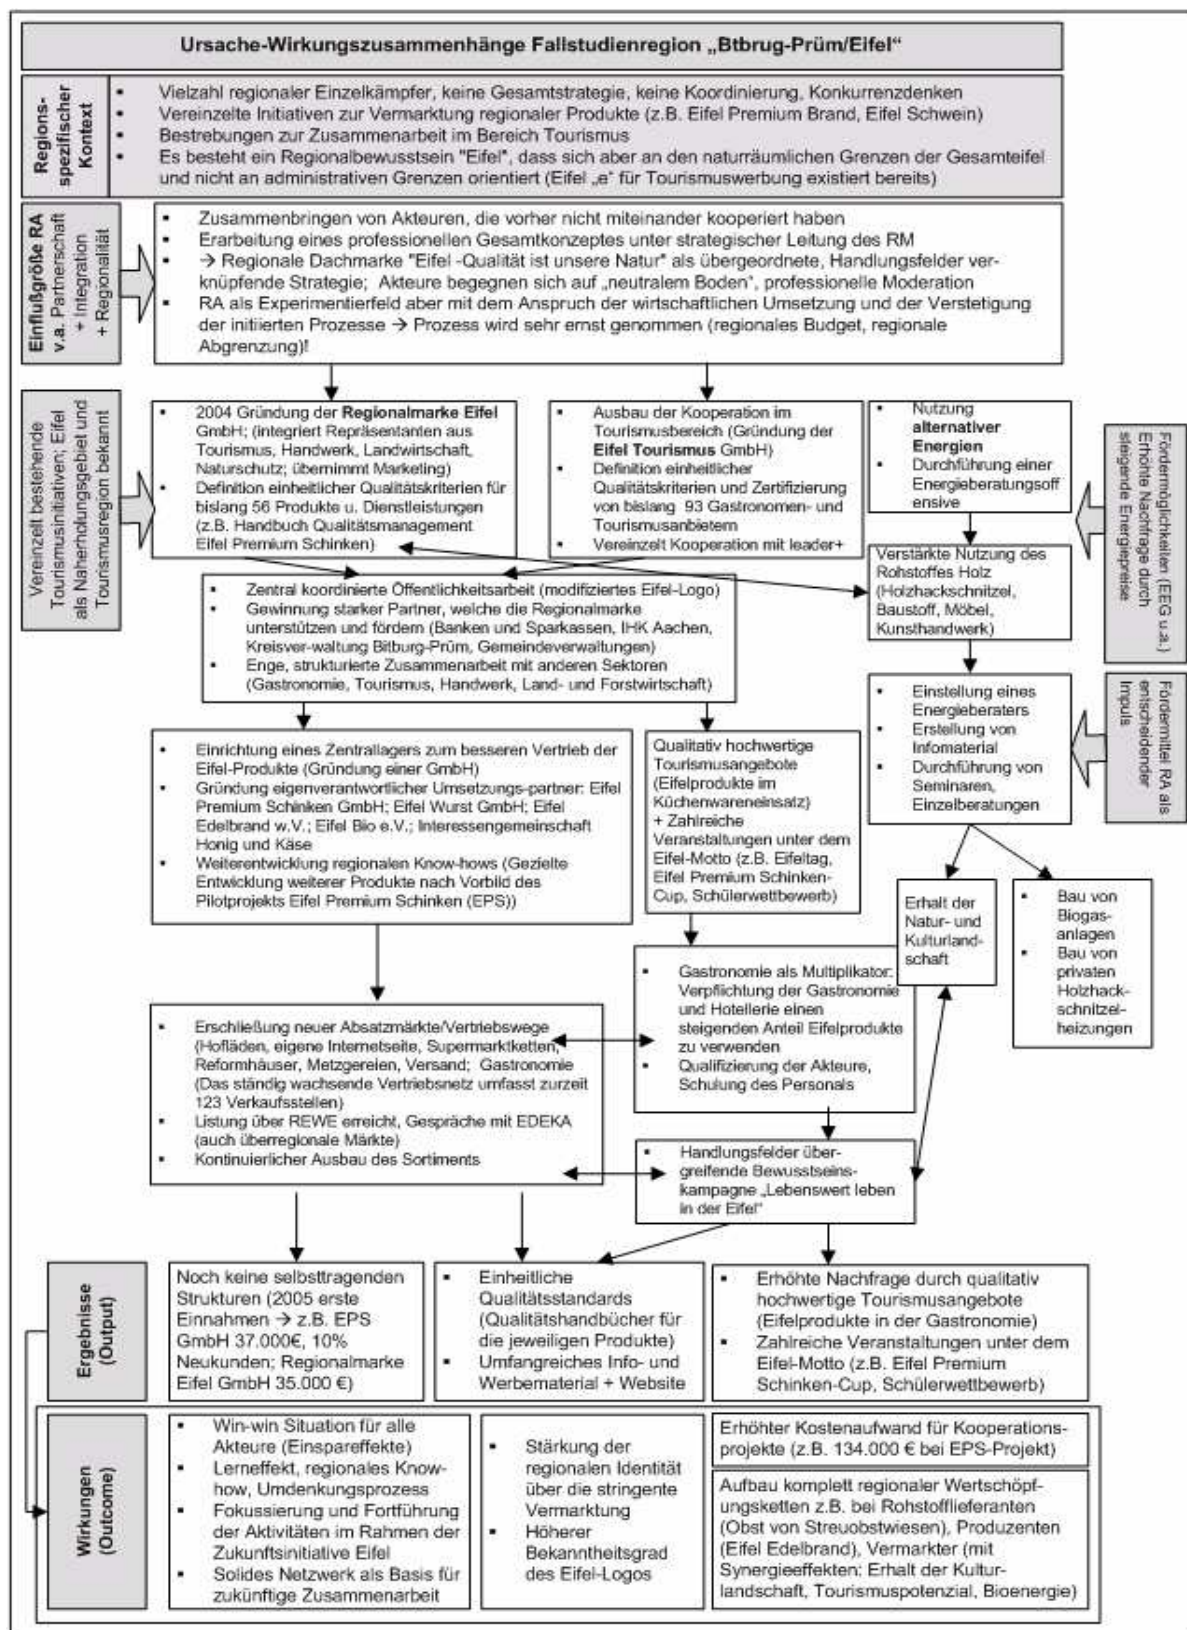 Ursache-Wirkungszusammenhänge Fallstudienregion „Btbrug-Prüm/Eifel“
Regions-
spezifischer
Kontext
▪ Vielzahl regionaler Einzelkämpfer, keine Gesamtstrategie, keine Koordinierung, Konkurrenzdenken
▪ Vereinzelte Initiativen zur Vermarktung regionaler Produkte (z.B. Eifel Premium Brand, Eifel Schwein)
▪ Bestrebungen zur Zusammenarbeit im Bereich Tourismus
▪ Es besteht ein Regionalbewusstsein "Eifel", dass sich aber an den naturräumlichen Grenzen der Gesamteifel
und nicht an administrativen Grenzen orientiert (Eifel „e“ für Tourismuswerbung existiert bereits)
Einflußgröße RA
v.a. Partnerschaft
+ Integration
+ Regionalität
▪ Zusammenbringen von Akteuren, die vorher nicht miteinander kooperiert haben
▪ Erarbeitung eines professionellen Gesamtkonzeptes unter strategischer Leitung des RM
▪ → Regionale Dachmarke "Eifel -Qualität ist unsere Natur" als übergeordnete, Handlungsfelder ver-
knüpfende Strategie; Akteure begegnen sich auf „neutralem Boden“, professionelle Moderation
▪ RA als Experimentierfeld aber mit dem Anspruch der wirtschaftlichen Umsetzung und der Verstetigung
der initiierten Prozesse → Prozess wird sehr ernst genommen (regionales Budget, regionale
Abgrenzung)!
Vereinzelt bestehende
Tourismusinitiativen; Eifel
als Naherholungsgebiet und
Tourismusregion bekannt
▪ 2004 Gründung der Regionalmarke Eifel
GmbH; (integriert Repräsentanten aus
Tourismus, Handwerk, Landwirtschaft,
Naturschutz; übernimmt Marketing)
▪ Definition einheitlicher Qualitätskriterien für
bislang 56 Produkte u. Dienstleistungen
(z.B. Handbuch Qualitätsmanagement
Eifel Premium Schinken)
▪ Ausbau der Kooperation im
Tourismusbereich (Gründung der
Eifel Tourismus GmbH)
▪ Definition einheitlicher
Qualitätskriterien und Zertifizierung
von bislang 93 Gastronomen- und
Tourismusanbietern
▪ Vereinzelt Kooperation mit leader+
▪ Nutzung
alternativer
Energien
▪ Durchführung einer
Energieberatungsoff
ensive
Fördermöglichkeiten (EEG u.a.)
Erhöhte Nachfrage durch
steigende Energiepreise
Verstärkte Nutzung des
Rohstoffes Holz
(Holzhackschnitzel,
Baustoff, Möbel,
Kunsthandwerk)
▪ Zentral koordinierte Öffentlichkeitsarbeit (modifiziertes Eifel-Logo)
▪ Gewinnung starker Partner, welche die Regionalmarke
unterstützen und fördern (Banken und Sparkassen, IHK Aachen,
Kreisver-waltung Bitburg-Prüm, Gemeindeverwaltungen)
▪ Enge, strukturierte Zusammenarbeit mit anderen Sektoren
(Gastronomie, Tourismus, Handwerk, Land- und Forstwirtschaft)
▪ Einstellung eines
Energieberaters
▪ Erstellung von
Infomaterial
▪ Durchführung von
Seminaren,
Einzelberatungen
Fördermittel RA als
entscheidender
Impuls
▪ Einrichtung eines Zentrallagers zum besseren Vertrieb der
Eifel-Produkte (Gründung einer GmbH)
▪ Gründung eigenverantwortlicher Umsetzungs-partner: Eifel
Premium Schinken GmbH; Eifel Wurst GmbH; Eifel
Edelbrand w.V.; Eifel Bio e.V.; Interessengemeinschaft
Honig und Käse
▪ Weiterentwicklung regionalen Know-hows (Gezielte
Entwicklung weiterer Produkte nach Vorbild des
Pilotprojekts Eifel Premium Schinken (EPS))
Qualitativ hochwertige
Tourismusangebote
(Eifelprodukte im
Küchenwareneinsatz)
+ Zahlreiche
Veranstaltungen unter dem
Eifel-Motto (z.B. Eifeltag,
Eifel Premium Schinken-
Cup, Schülerwettbewerb)
Erhalt der
Natur- und
Kulturland-
schaft
▪ Bau von
Biogas-
anlagen
▪ Bau von
privaten
Holzhack-
schnitzel-
heizungen
▪ Gastronomie als Multiplikator:
Verpflichtung der Gastronomie
und Hotellerie einen
steigenden Anteil Eifelprodukte
zu verwenden
▪ Qualifizierung der Akteure,
Schulung des Personals
▪ Erschließung neuer Absatzmärkte/Vertriebswege
(Hofläden, eigene Internetseite, Supermarktketten,
Reformhäuser, Metzgereien, Versand; Gastronomie
(Das ständig wachsende Vertriebsnetz umfasst zurzeit
123 Verkaufsstellen)
▪ Listung über REWE erreicht, Gespräche mit EDEKA
(auch überregionale Märkte)
▪ Kontinuierlicher Ausbau des Sortiments
▪ Handlungsfelder über-
greifende Bewusstseins-
kampagne „Lebenswert leben
in der Eifel“
Ergebnisse
(Output)
Noch keine selbsttragenden
Strukturen (2005 erste
Einnahmen → z.B. EPS
GmbH 37.000€, 10%
Neukunden; Regionalmarke
Eifel GmbH 35.000 €)
▪ Einheitliche
Qualitätsstandards
(Qualitätshandbücher für
die jeweiligen Produkte)
▪ Umfangreiches Info- und
Werbematerial + Website
▪ Erhöhte Nachfrage durch qualitativ
hochwertige Tourismusangebote
(Eifelprodukte in der Gastronomie)
▪ Zahlreiche Veranstaltungen unter dem
Eifel-Motto (z.B. Eifel Premium
Schinken-Cup, Schülerwettbewerb)
Wirkungen
(Outcome)
▪ Win-win Situation für alle
Akteure (Einspareffekte)
▪ Lerneffekt, regionales Know-
how, Umdenkungsprozess
▪ Fokussierung und Fortführung
der Aktivitäten im Rahmen der
Zukunftsinitiative Eifel
▪ Solides Netzwerk als Basis für
zukünftige Zusammenarbeit
▪ Stärkung der
regionalen Identität
über die stringente
Vermarktung
▪ Höherer
Bekanntheitsgrad
des Eifel-Logos
Erhöhter Kostenaufwand für Kooperations-
projekte (z.B. 134.000 € bei EPS-Projekt)
Aufbau komplett regionaler Wertschöpf-
ungsketten z.B. bei Rohstofflieferanten
(Obst von Streuobstwiesen), Produzenten
(Eifel Edelbrand), Vermarkter (mit
Synergieeffekten: Erhalt der Kultur-
landschaft, Tourismuspotenzial, Bioenergie)